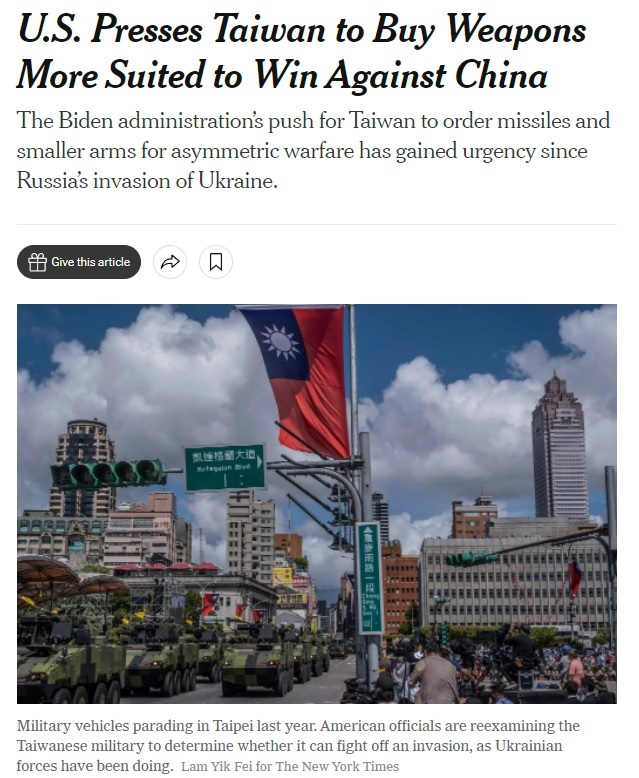 U.S. Presses Taiwan to Buy Weapons
More Suited to Win Against China
The Biden administration's push for Taiwan to order missiles and
smaller arms for asymmetric warfare has gained urgency since
Russia's invasion of Ukraine.
Give this article
凱達格蘭大道
Ketagalan Blvd.
重慶南路一段
Military vehicles parading in Taipei last year. American officials are reexamining the
Taiwanese military to determine whether it can fight off an invasion, as Ukrainian
forces have been doing. Lam Yik Fei for The New York Times